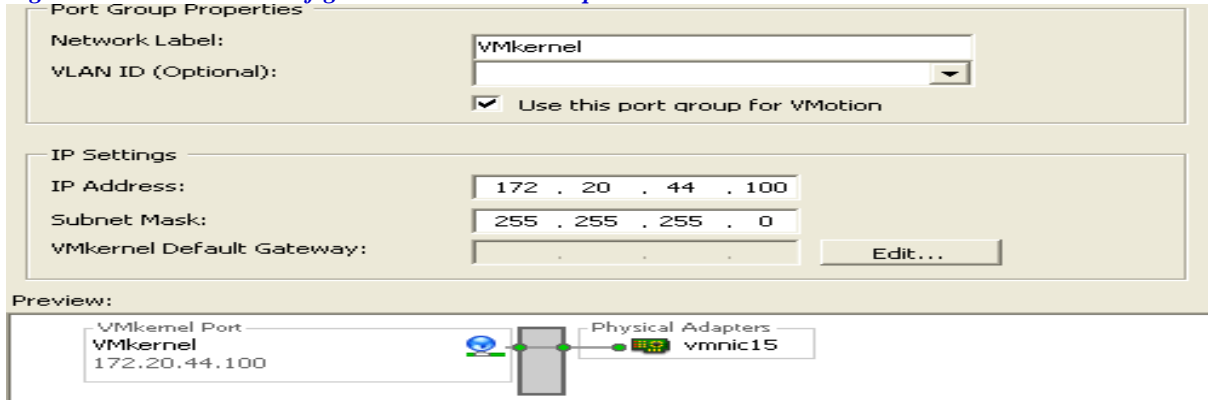 Port Group Properties
Network Label:
VMkernel
VLAN ID (Optional):
Use this port group for VMotion
IP Settings
IP Address:
172 . 20 . 44 . 100
Subnet Mask:
255 . 255 . 255 . 0
VMkernel Default Gateway:
. . .
Edit...
Preview:
VMkernel Port
Physical Adapters
VMkernel
vmnic15
172.20.44.100